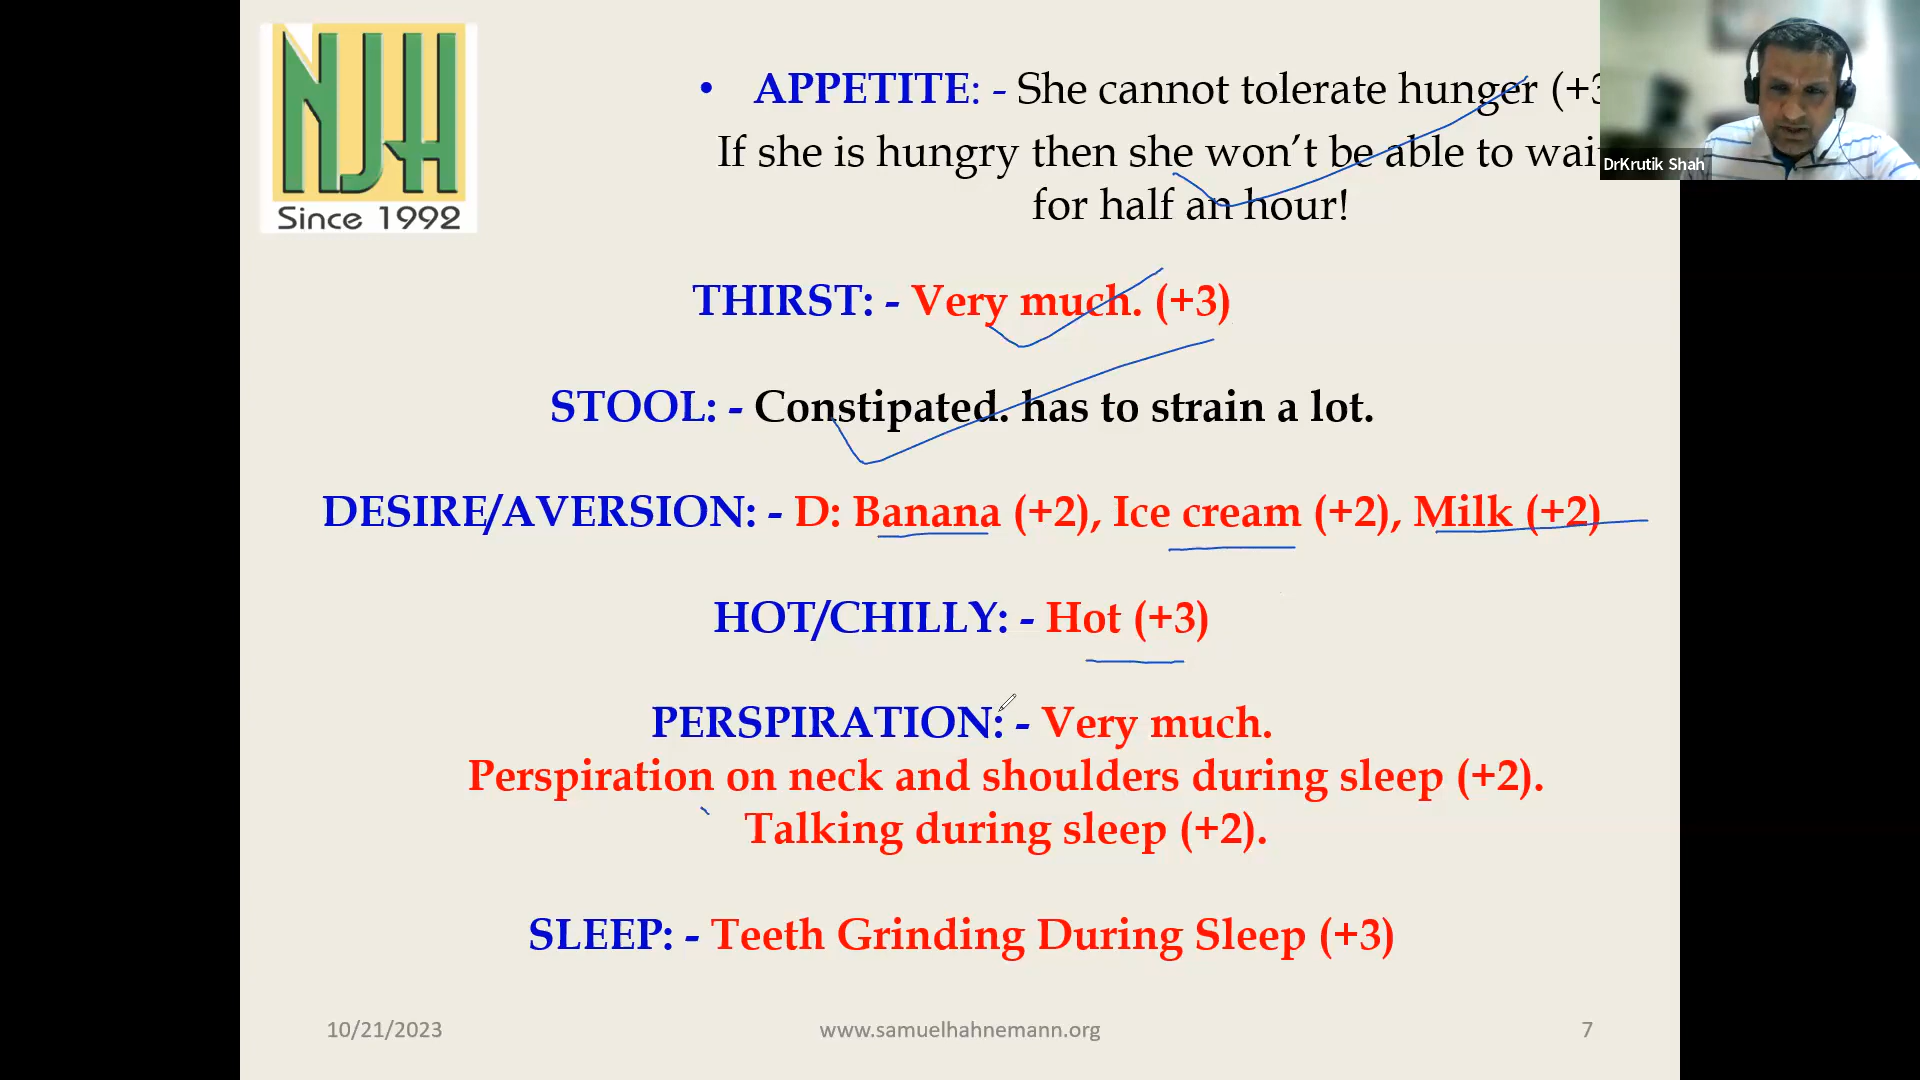 NJH
Since 1992
• APPETITE: - She cannot tolerate hunger (+3
If she is hungry then she won’t be able to wai
for half an hour!
THIRST: - Very much. (+3)
STOOL: - Constipated. has to strain a lot.
DESIRE/AVERSION: - D: Banana (+2), Ice cream (+2), Milk (+2)
HOT/CHILLY: - Hot (+3)
PERSPIRATION: - Very much.
Perspiration on neck and shoulders during sleep (+2).
Talking during sleep (+2).
SLEEP: - Teeth Grinding During Sleep (+3)
10/21/2023
www.samuelhahnemann.org
7
DrKrutik Shah